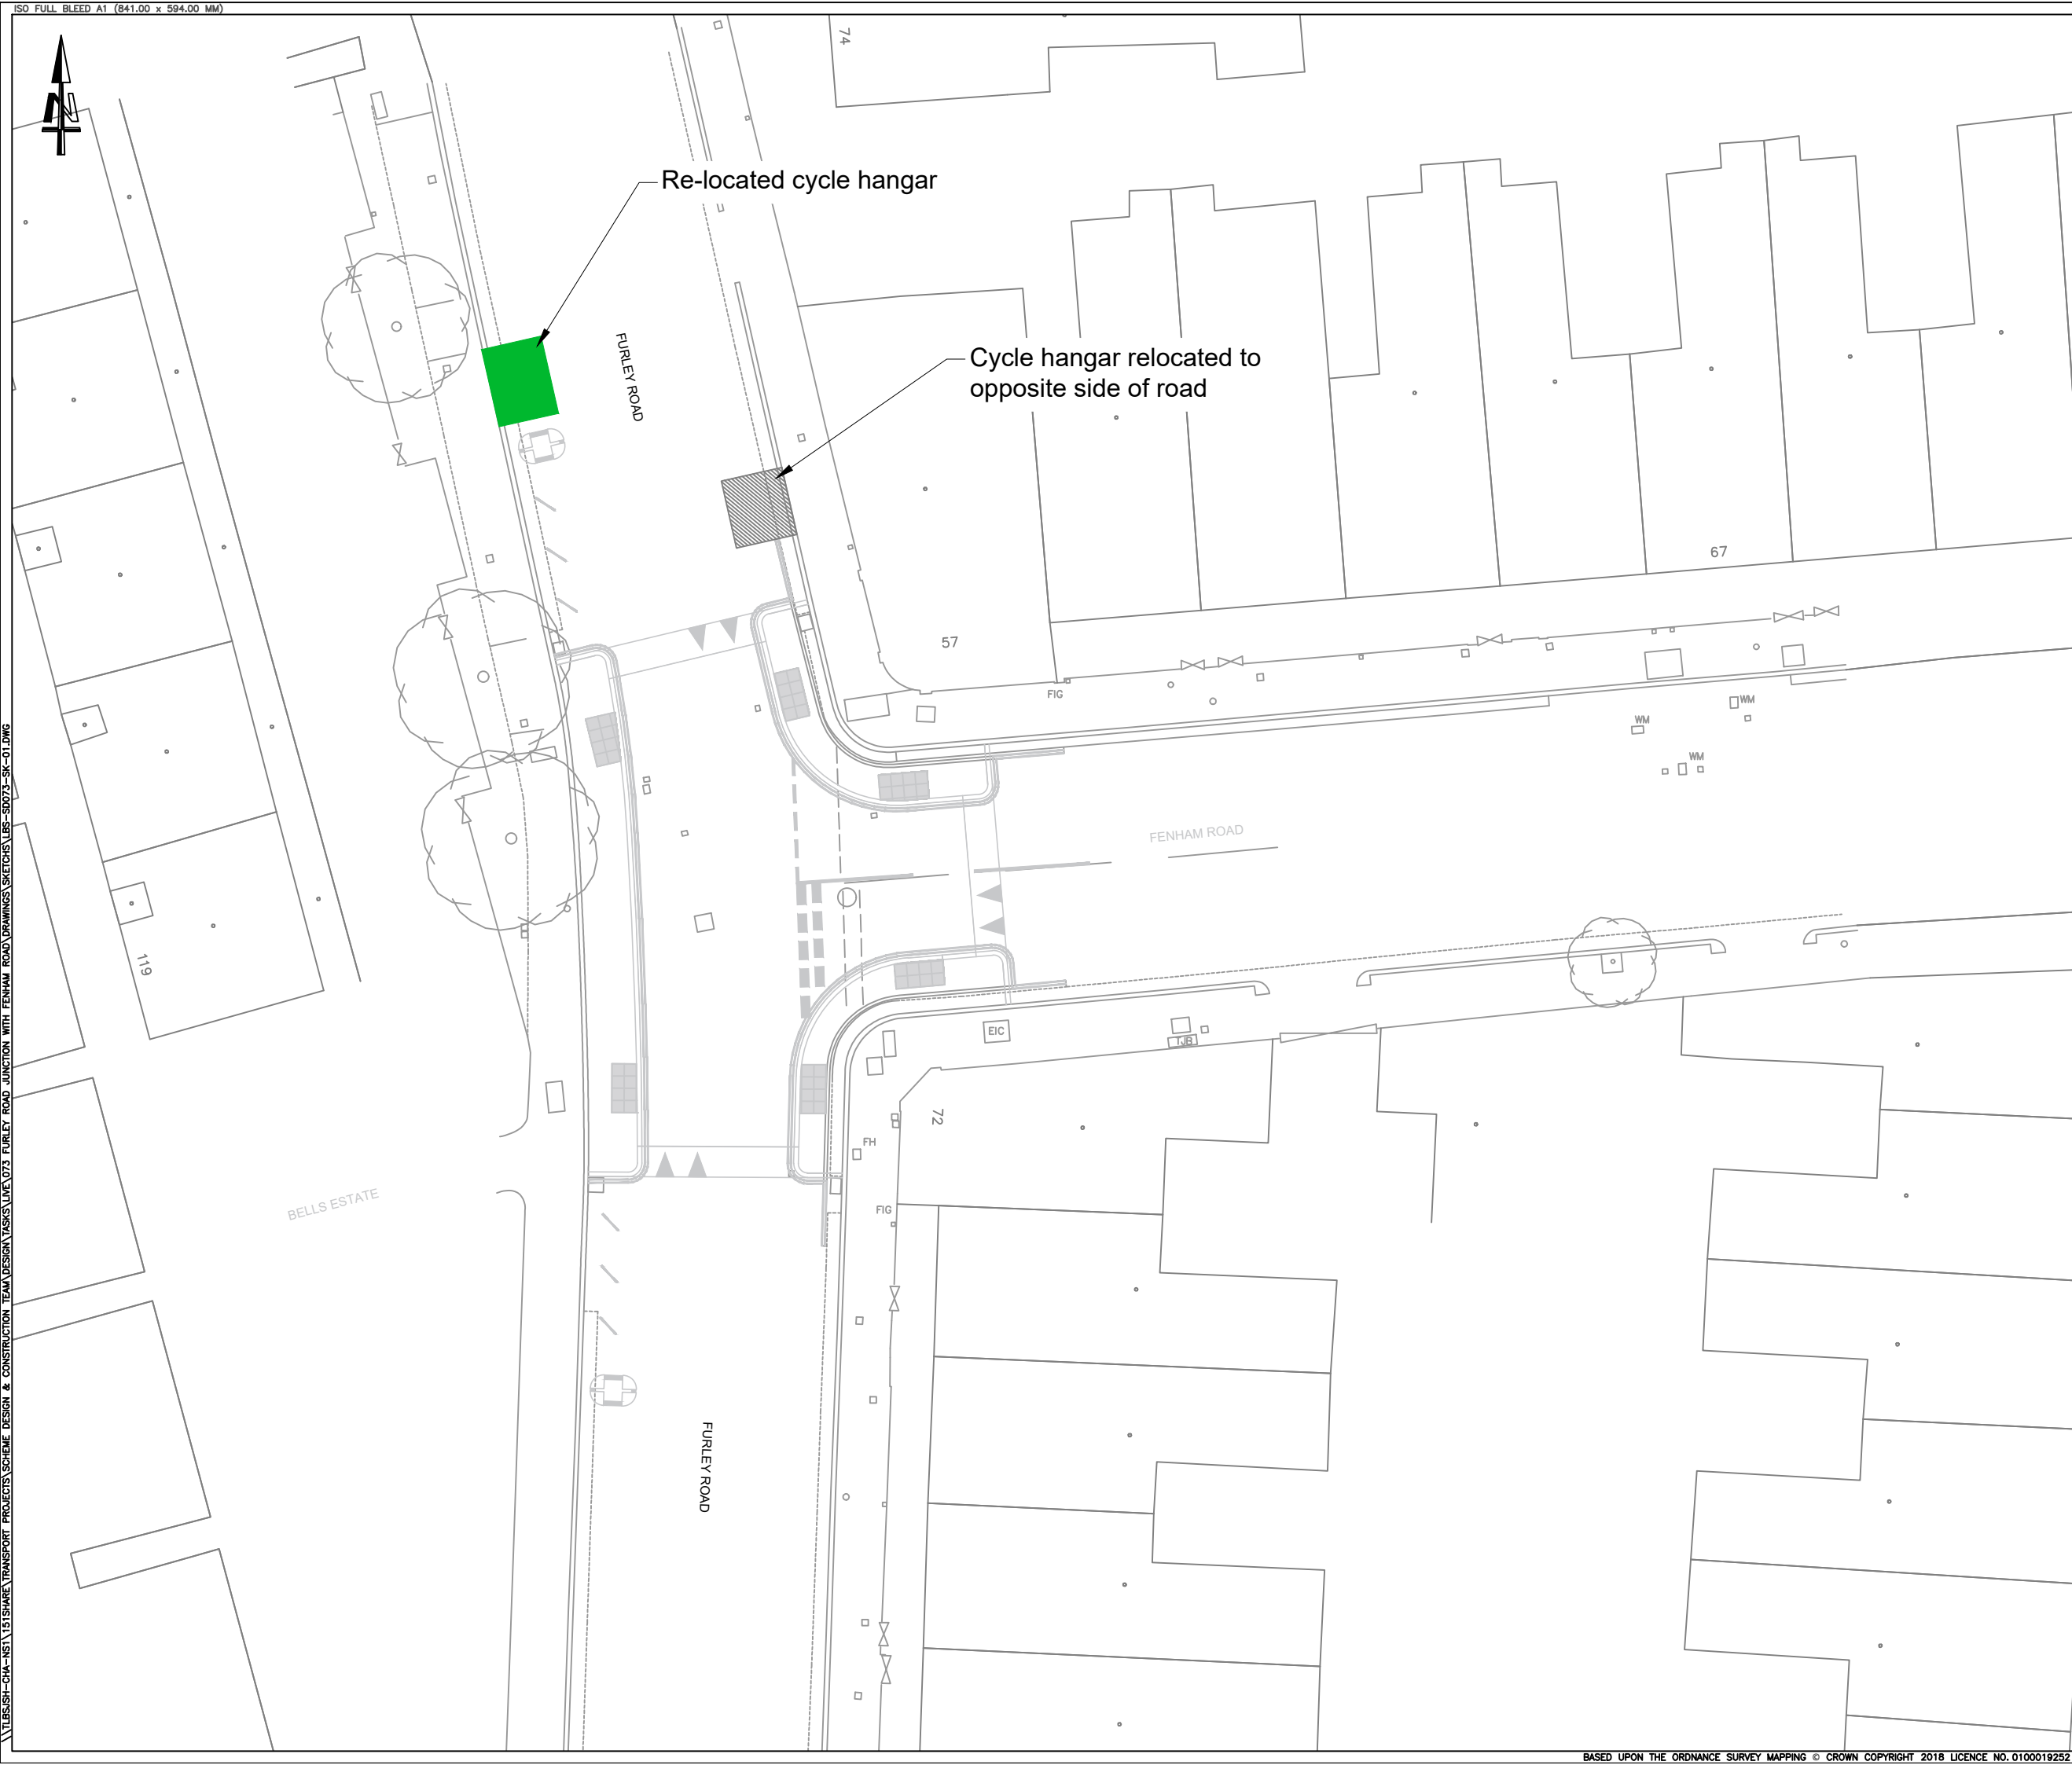 ISO FULL BLEED A1 (841.00 x 594.00 MM)
N
74
Re-located cycle hangar
FURLEY ROAD
Cycle hangar relocated to
opposite side of road
67
57
FIG
WM
WM
WM
FENHAM ROAD
119
EIC
TJB
72
FH
FIG
BELLS ESTATE
FURLEY ROAD
\\TLBSJSH-CHA-NS1\151SHARE\TRANSPORT PROJECTS\SCHEME DESIGN & CONSTRUCTION TEAM\DESIGN\TASKS\LIVE\073 FURLEY ROAD JUNCTION WITH FENHAM ROAD\DRAWINGS\SKETCHS\LBS-SD073-SK-01.DWG
BASED UPON THE ORDNANCE SURVEY MAPPING © CROWN COPYRIGHT 2018 LICENCE NO. 0100019252